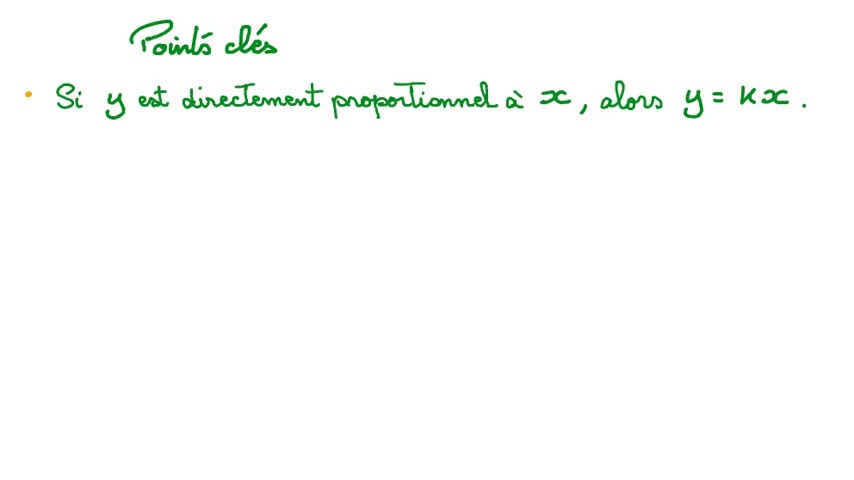 Points clés
• Si y est directement proportionnel à x, alors y = kx.